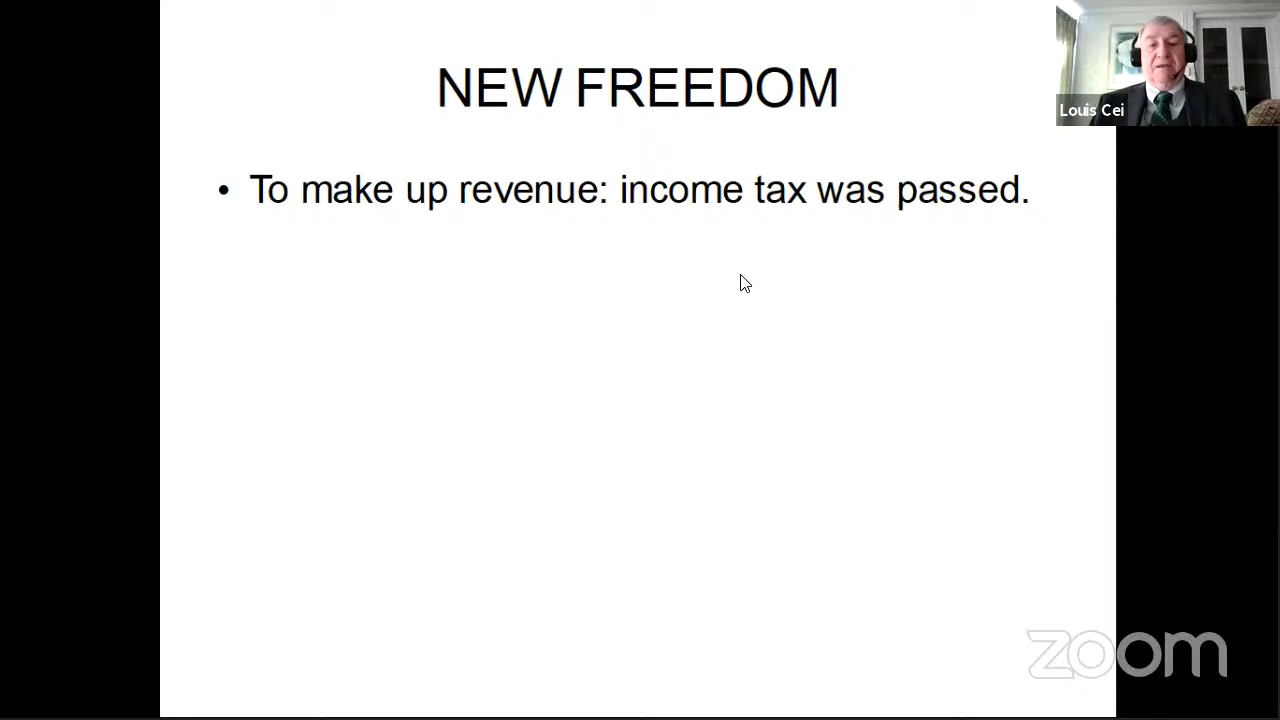 NEW FREEDOM
Louis Cei
• To make up revenue: income tax was passed.
zoom